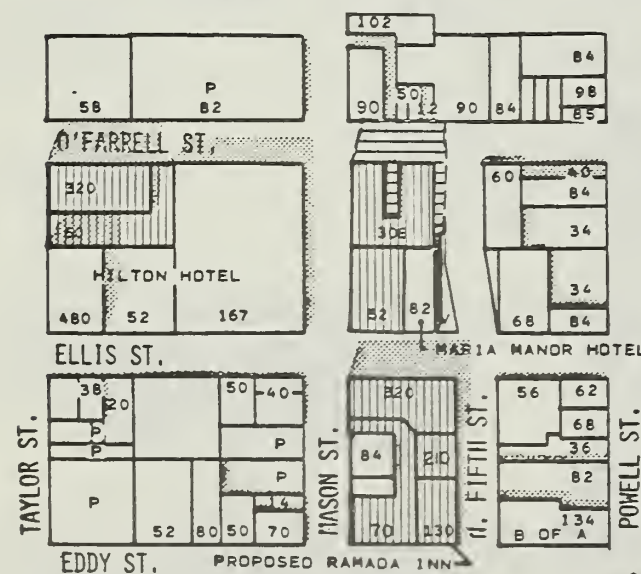 102
P
84
50
98
58 82
90 12 90 84
85
O'FARRELL ST.
320
60
40
84
308
34
60
HILTON HOTEL
34
480 52 167
52 82
68 84
ELLIS ST.
MARIA MANOR HOTEL
38
20
50
40
320
56 62
68
P
P
P
36
84
210
82
P
P
14
52 80 50 70
70 130
134
B OF A
TAYLOR ST.
MASON ST.
N. FIFTH ST.
POWELL ST.
EDDY ST.
PROPOSED RAMADA INN